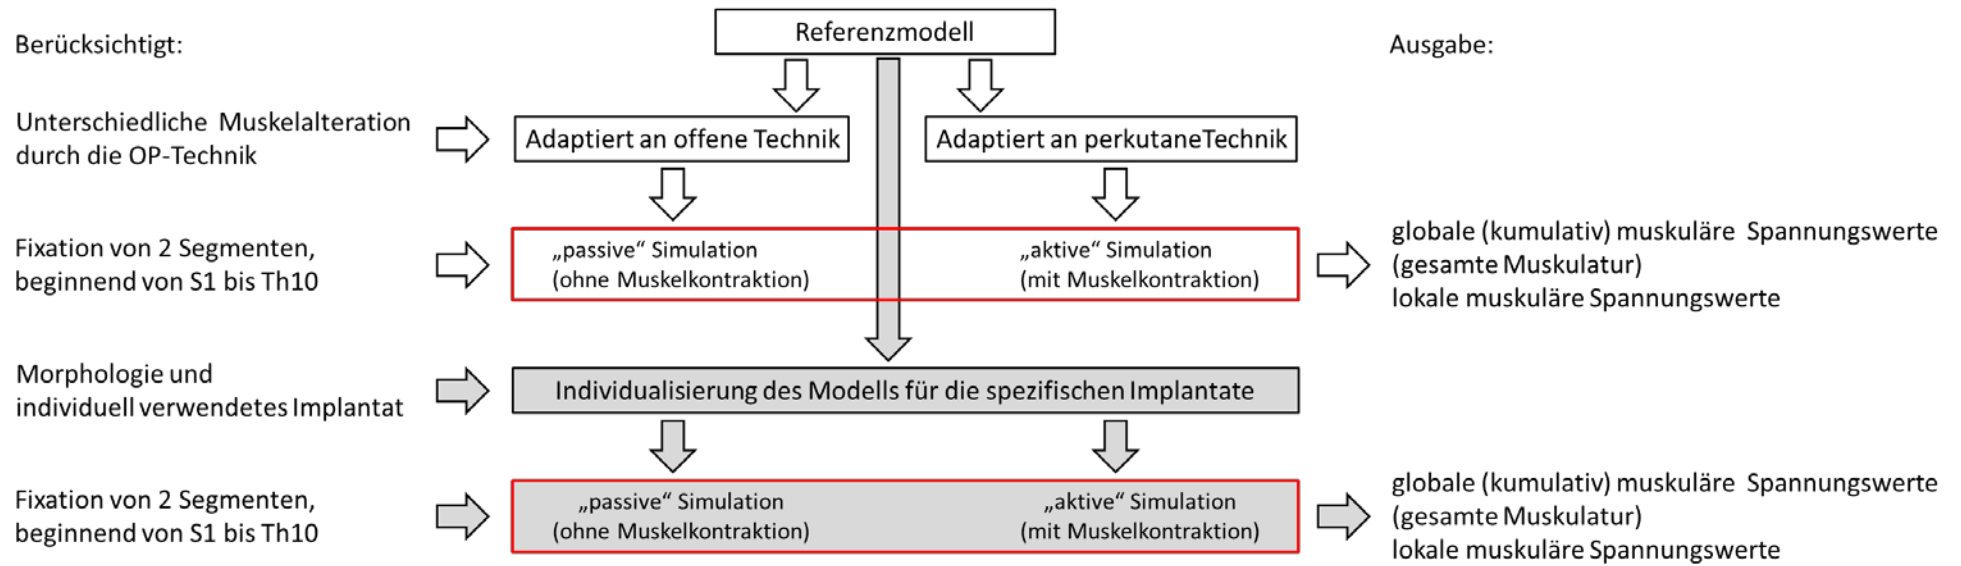 Referenzmodell
Berücksichtigt:
Ausgabe:
Unterschiedliche Muskelalteration
durch die OP-Technik
Adaptiert an offene Technik
Adaptiert an perkutaneTechnik
Fixation von 2 Segmenten,
beginnend von S1 bis Th10
„passive“ Simulation
(ohne Muskelkontraktion)
„aktive“ Simulation
(mit Muskelkontraktion)
globale (kumulativ) muskuläre Spannungswerte
(gesamte Muskulatur)
lokale muskuläre Spannungswerte
Morphologie und
individuell verwendetes Implantat
Individualisierung des Modells für die spezifischen Implantate
Fixation von 2 Segmenten,
beginnend von S1 bis Th10
„passive“ Simulation
(ohne Muskelkontraktion)
„aktive“ Simulation
(mit Muskelkontraktion)
globale (kumulativ) muskuläre Spannungswerte
(gesamte Muskulatur)
lokale muskuläre Spannungswerte